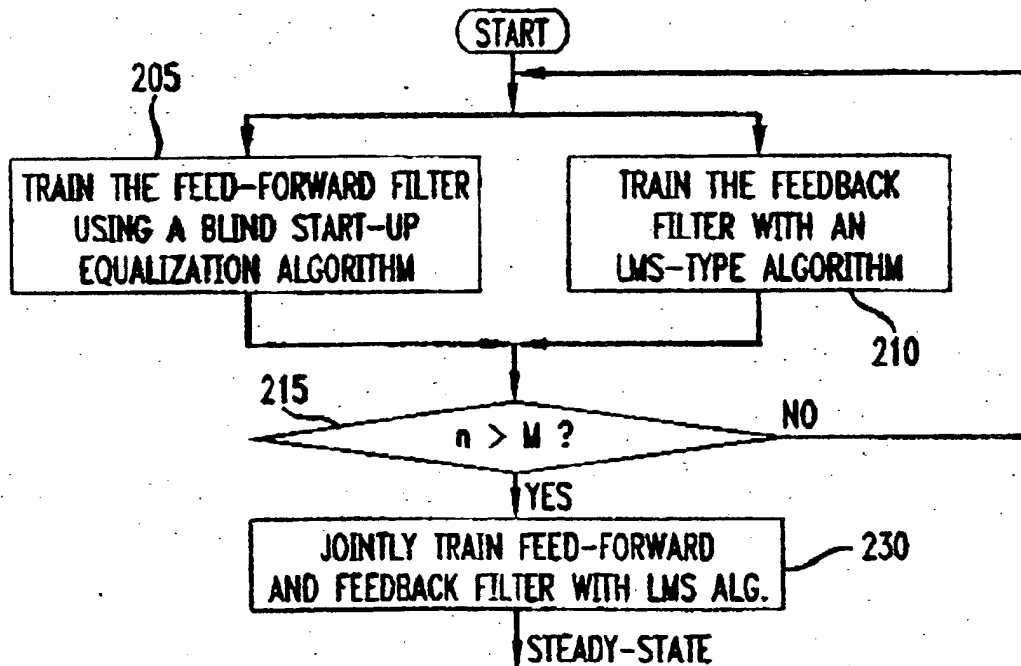 START
205
TRAIN THE FEED-FORWARD FILTER
USING A BLIND START-UP
EQUALIZATION ALGORITHM
TRAIN THE FEEDBACK
FILTER WITH AN
LMS-TYPE ALGORITHM
210
215
n > M ?
NO
YES
JOINTLY TRAIN FEED-FORWARD
AND FEEDBACK FILTER WITH LMS ALG.
230
STEADY-STATE